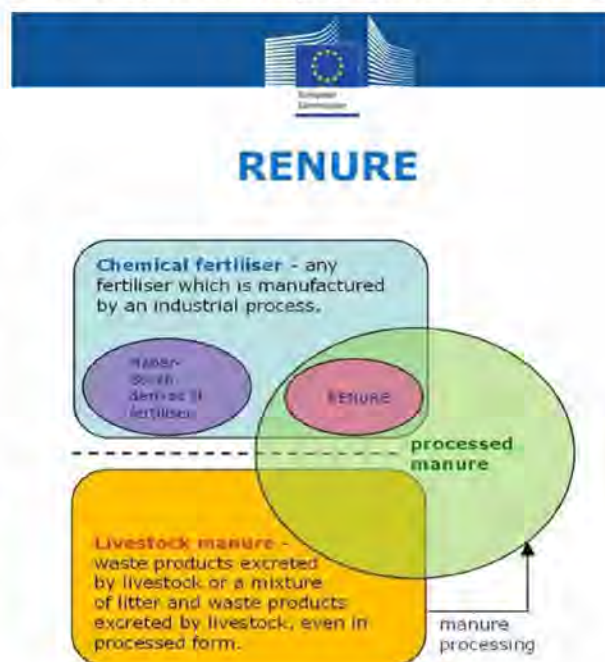 European
Commission
RENURE
Chemical fertiliser - any
fertiliser which is manufactured
by an industrial process.
Haber-
Bosch
derived N
fertiliser
RENURE
processed
manure
Livestock manure -
waste products excreted
by livestock or a mixture
of litter and waste products
excreted by livestock, even in
processed form.
manure
processing